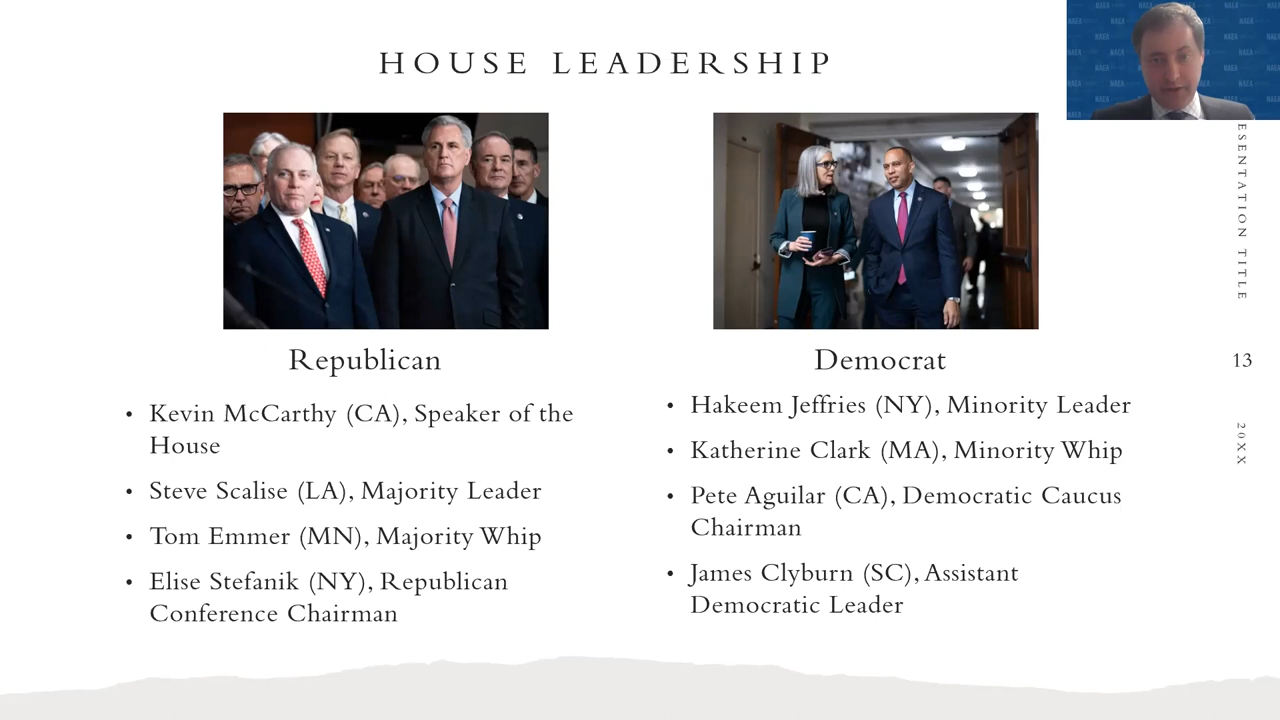 HOUSE LEADERSHIP
Republican
• Kevin McCarthy (CA), Speaker of the
House
• Steve Scalise (LA), Majority Leader
• Tom Emmer (MN), Majority Whip
• Elise Stefanik (NY), Republican
Conference Chairman
Democrat
• Hakeem Jeffries (NY), Minority Leader
• Katherine Clark (MA), Minority Whip
• Pete Aguilar (CA), Democratic Caucus
Chairman
• James Clyburn (SC), Assistant
Democratic Leader
NAEA
ESENTATION TITLE
13
20XX